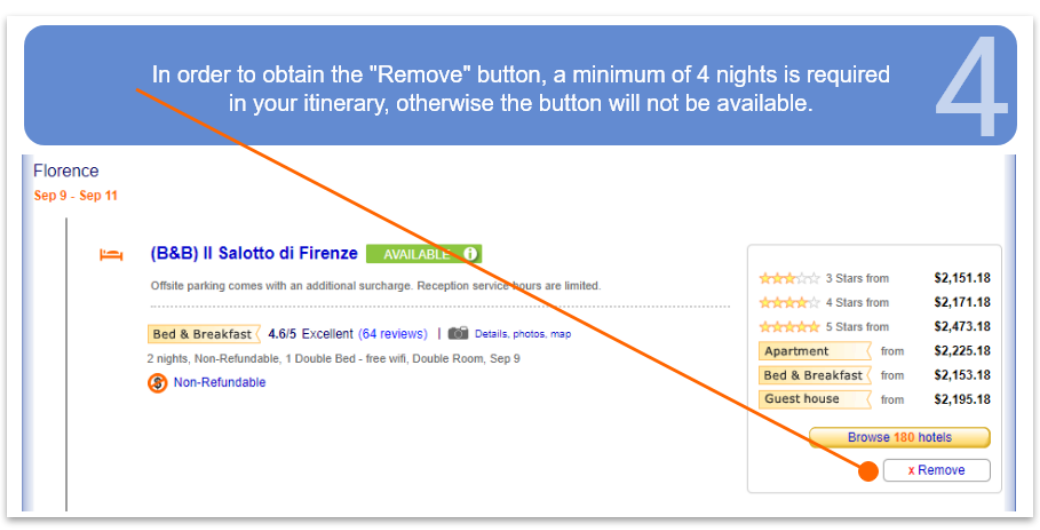 In order to obtain the "Remove" button, a minimum of 4 nights is required
in your itinerary, otherwise the button will not be available.
4
Florence
Sep 9 - Sep 11
(B&B) Il Salotto di Firenze AVAILABLE i
Offsite parking comes with an additional surcharge. Reception service hours are limited.
Bed & Breakfast 4.6/5 Excellent (64 reviews) | Details, photos, map
2 nights, Non-Refundable, 1 Double Bed - free wifi, Double Room, Sep 9
$ Non-Refundable
3 Stars from $2,151.18
4 Stars from $2,171.18
5 Stars from $2,473.18
Apartment from $2,225.18
Bed & Breakfast from $2,153.18
Guest house from $2,195.18
Browse 180 hotels
x Remove